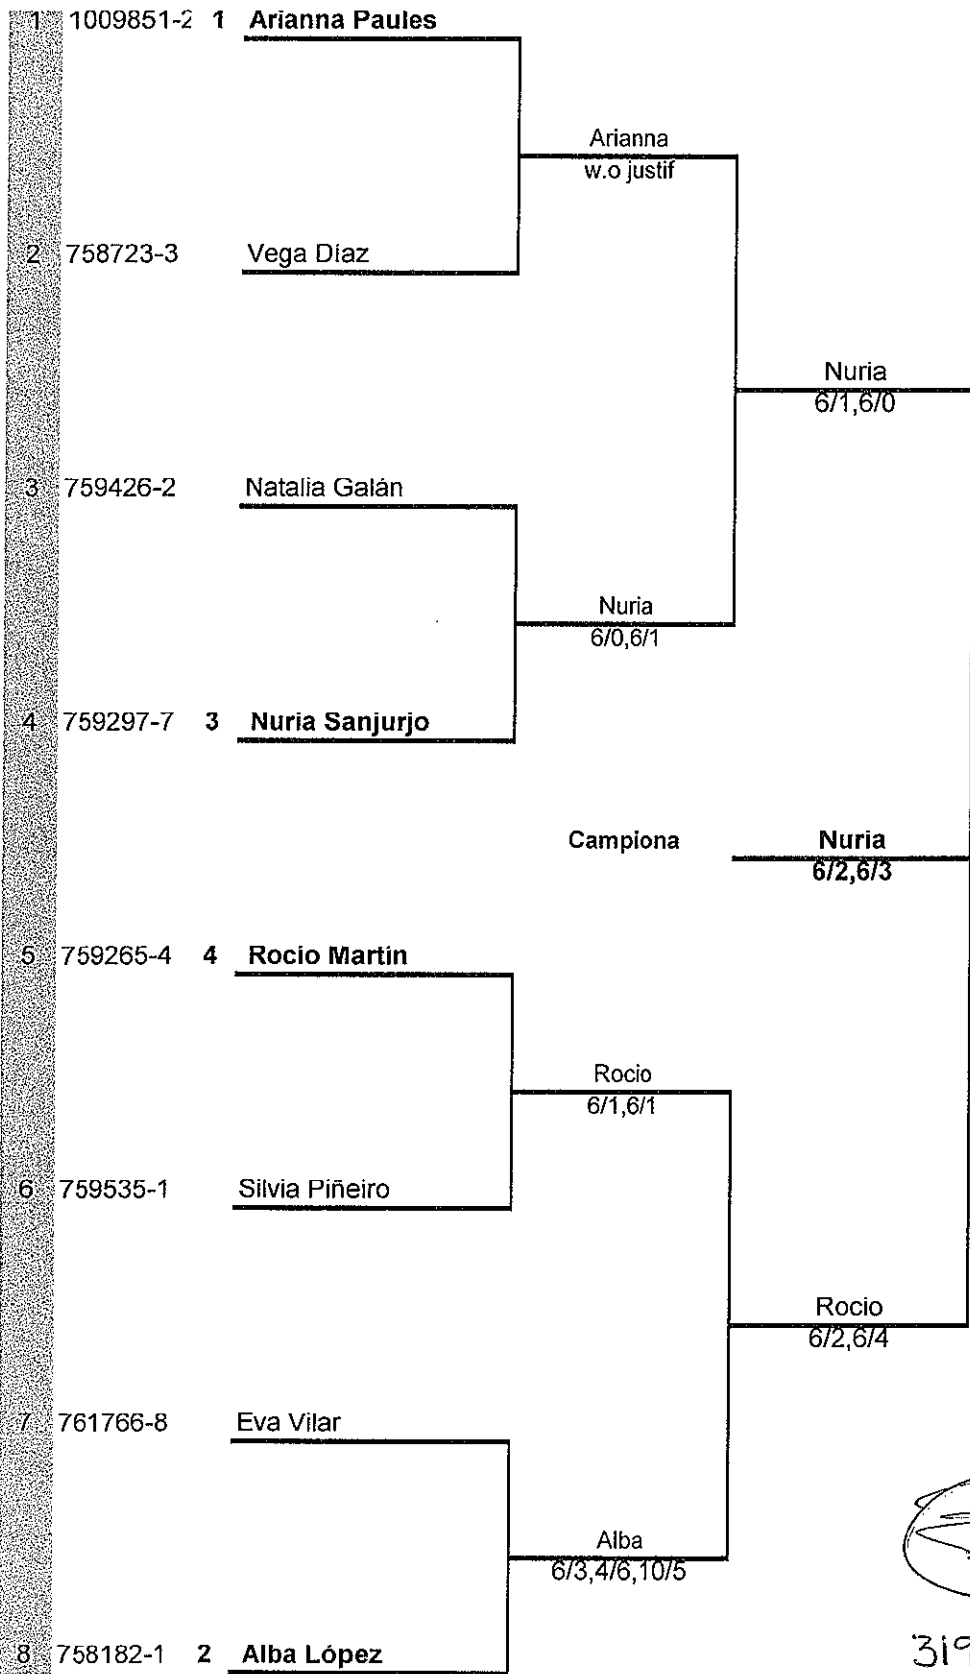 1 1009851-2 1 Arianna Paules
Arianna
w.o justif
2 758723-3 Vega Díaz
Nuria
6/1,6/0
3 759426-2 Natalia Galán
Nuria
6/0,6/1
4 759297-7 3 Nuria Sanjurjo
Campiona Nuria
6/2,6/3
5 759265-4 4 Rocio Martín
Rocio
6/1,6/1
6 759535-1 Silvia Piñeiro
Rocio
6/2,6/4
7 761766-8 Eva Vilar
Alba
6/3,4/6,10/5
8 758182-1 2 Alba López
319